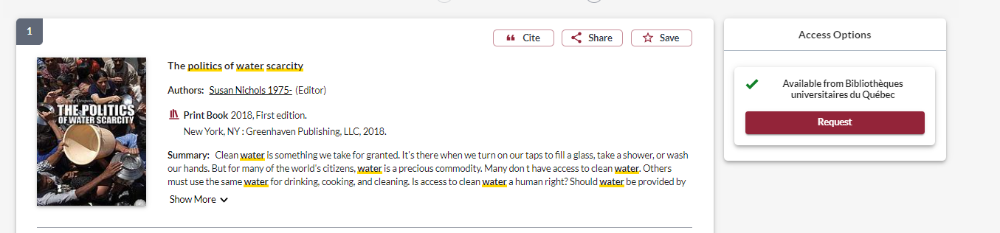 1
Cite
Share
Save
THE POLITICS
OF WATER SCARCITY
The politics of water scarcity
Authors: Susan Nichols 1975- (Editor)
Print Book 2018, First edition.
New York, NY : Greenhaven Publishing, LLC, 2018.
Summary: Clean water is something we take for granted. It's there when we turn on our taps to fill a glass, take a shower, or wash
our hands. But for many of the world's citizens, water is a precious commodity. Many don t have access to clean water. Others
must use the same water for drinking, cooking, and cleaning. Is access to clean water a human right? Should water be provided by
Show More
Access Options
Available from Bibliothèques
universitaires du Québec
Request